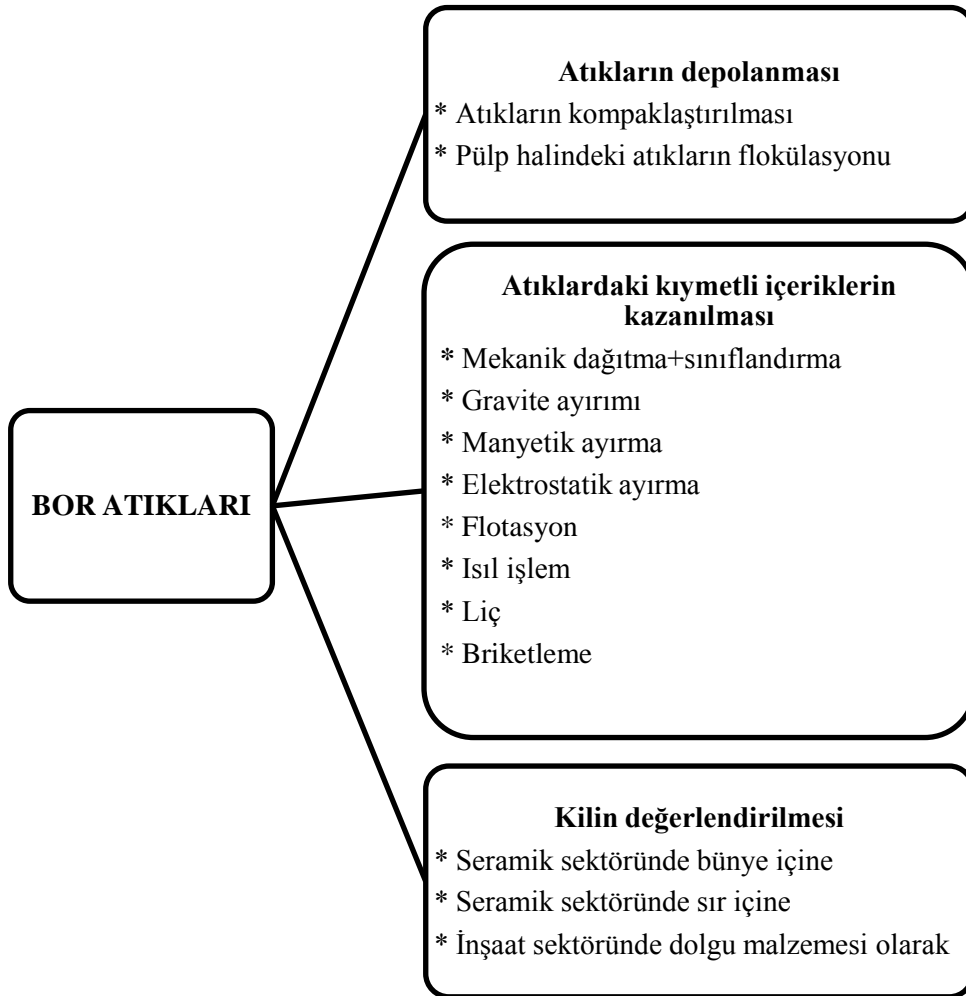 Atıkların depolanması
* Atıkların kompaklaştırılması
* Pülp halindeki atıkların flokülasyonu
Atıklardaki kıymetli içeriklerin
kazanılması
* Mekanik dağıtma+sınıflandırma
* Gravite ayırımı
* Manyetik ayırma
* Elektrostatik ayırma
* Flotasyon
* Isıl işlem
* Liç
* Briketleme
BOR ATIKLARI
Kilin değerlendirilmesi
* Seramik sektöründe bünye içine
* Seramik sektöründe sır içine
* İnşaat sektöründe dolgu malzemesi olarak